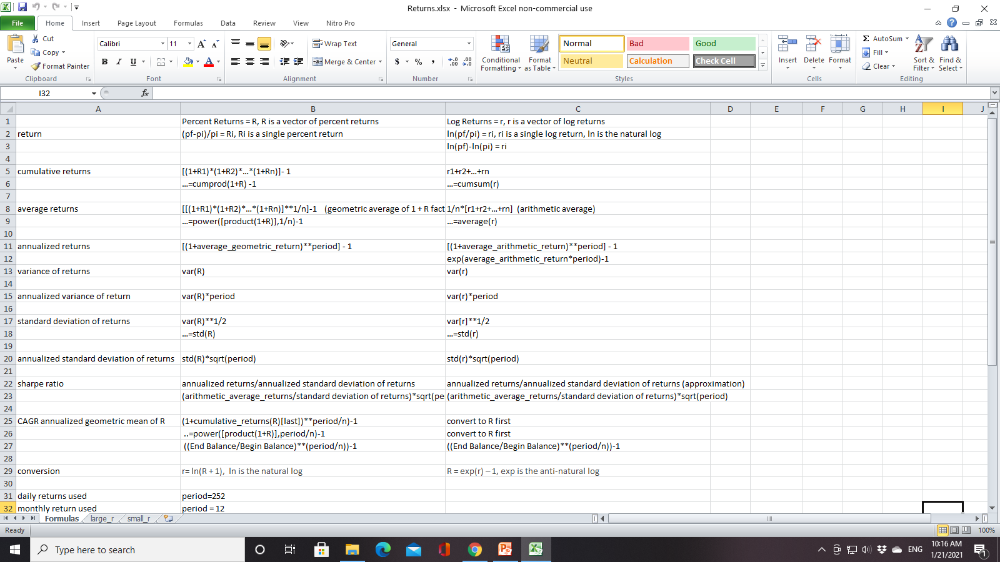 Returns.xlsx - Microsoft Excel non-commercial use
File Home Insert Page Layout Formulas Data Review View Nitro Pro
Paste
Cut
Copy
Format Painter
Clipboard
Calibri 11
B I U
Font
Wrap Text
Merge & Center
Alignment
General
$ % ,
Number
Conditional Formatting
Format as Table
Normal Bad Good
Neutral Calculation Check Cell
Styles
Insert Delete Format
Cells
Σ AutoSum
Fill
Clear
Sort & Filter
Find & Select
Editing
I32 fx
A B C D E F G H I J
1 Percent Returns = R, R is a vector of percent returns Log Returns = r, r is a vector of log returns
2 return (pf-pi)/pi = Ri, Ri is a single percent return ln(pf/pi) = ri, ri is a single log return, ln is the natural log
3 ln(pf)-ln(pi) = ri
4
5 cumulative returns [(1+R1)*(1+R2)*…*(1+Rn)]- 1 r1+r2+…+rn
6 …=cumprod(1+R) -1 …=cumsum(r)
7
8 average returns [[(1+R1)*(1+R2)*…*(1+Rn)]**1/n]-1 (geometric average of 1 + R fact 1/n*[r1+r2+…+rn] (arithmetic average)
9 …=power([product(1+R)],1/n)-1 …=average(r)
10
11 annualized returns [(1+average_geometric_return)**period] - 1 [(1+average_arithmetic_return)**period] - 1
12 exp(average_arithmetic_return*period)-1
13 variance of returns var(R) var(r)
14
15 annualized variance of return var(R)*period var(r)*period
16
17 standard deviation of returns var(R)**1/2 var[r]**1/2
18 …=std(R) …=std(r)
19
20 annualized standard deviation of returns std(R)*sqrt(period) std(r)*sqrt(period)
21
22 sharpe ratio annualized returns/annualized standard deviation of returns annualized returns/annualized standard deviation of returns (approximation)
23 (arithmetic_average_returns/standard deviation of returns)*sqrt(pe (arithmetic_average_returns/standard deviation of returns)*sqrt(period)
24
25 CAGR annualized geometric mean of R (1+cumulative_returns(R)[last])**period/n)-1 convert to R first
26 ..=power([product(1+R)],period/n)-1 convert to R first
27 ((End Balance/Begin Balance)**(period/n))-1 ((End Balance/Begin Balance)**(period/n))-1
28
29 conversion r= ln(R + 1), ln is the natural log R = exp(r) – 1, exp is the anti-natural log
30
31 daily returns used period=252
32 monthly return used period = 12
Formulas large_r small_r
Ready 100%
Type here to search
ENG
10:16 AM
1/21/2021
1